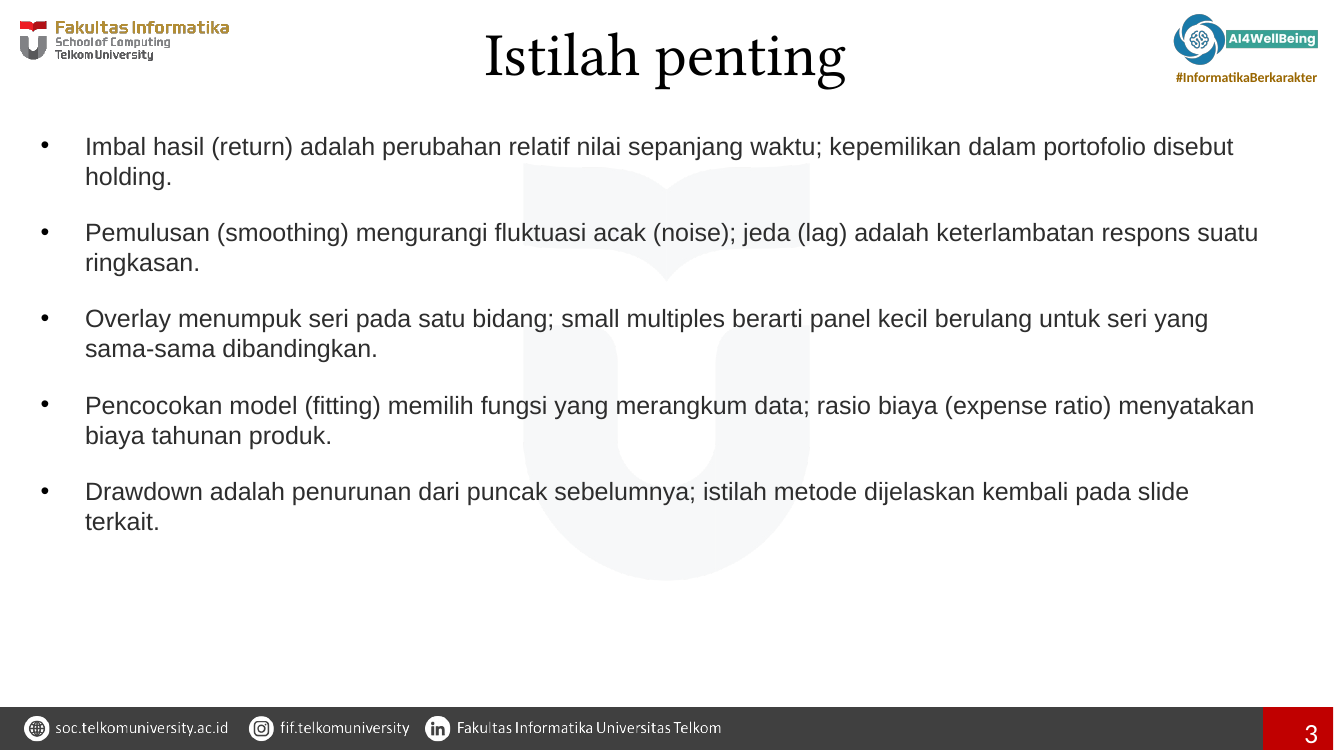 Fakultas Informatika
School of Computing
Telkom University
Istilah penting
AI4WellBeing
#InformatikaBerkarakter
• Imbal hasil (return) adalah perubahan relatif nilai sepanjang waktu; kepemilikan dalam portofolio disebut
holding.
• Pemulusan (smoothing) mengurangi fluktuasi acak (noise); jeda (lag) adalah keterlambatan respons suatu
ringkasan.
• Overlay menumpuk seri pada satu bidang; small multiples berarti panel kecil berulang untuk seri yang
sama-sama dibandingkan.
• Pencocokan model (fitting) memilih fungsi yang merangkum data; rasio biaya (expense ratio) menyatakan
biaya tahunan produk.
• Drawdown adalah penurunan dari puncak sebelumnya; istilah metode dijelaskan kembali pada slide
terkait.
soc.telkomuniversity.ac.id fif.telkomuniversity in Fakultas Informatika Universitas Telkom
3